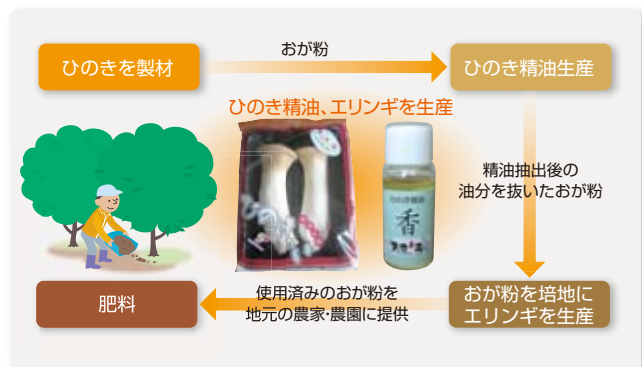 ひのきを製材
おが粉
ひのき精油生産
ひのき精油、エリンギを生産
精油抽出後の
油分を抜いたおが粉
香
肥料
使用済みのおが粉を
地元の農家・農園に提供
おが粉を培地に
エリンギを生産